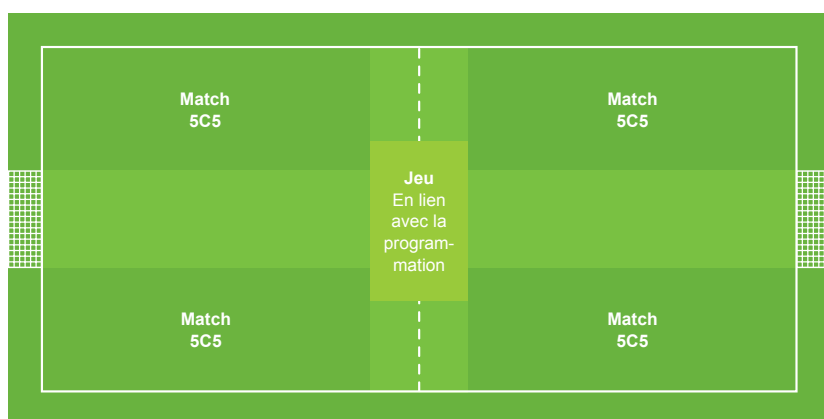 Match
5C5
Match
5C5
Jeu
En lien
avec la
program-
mation
Match
5C5
Match
5C5